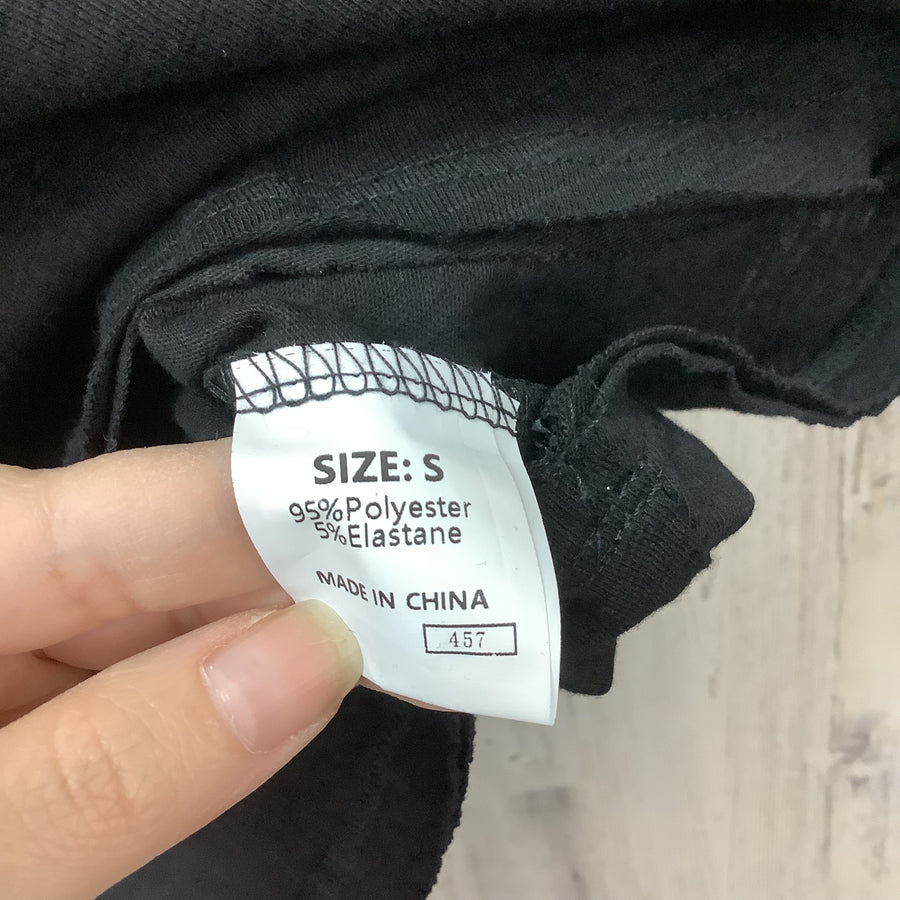 SIZE: S
95%Polyester
5%Elastane
MADE IN CHINA
457